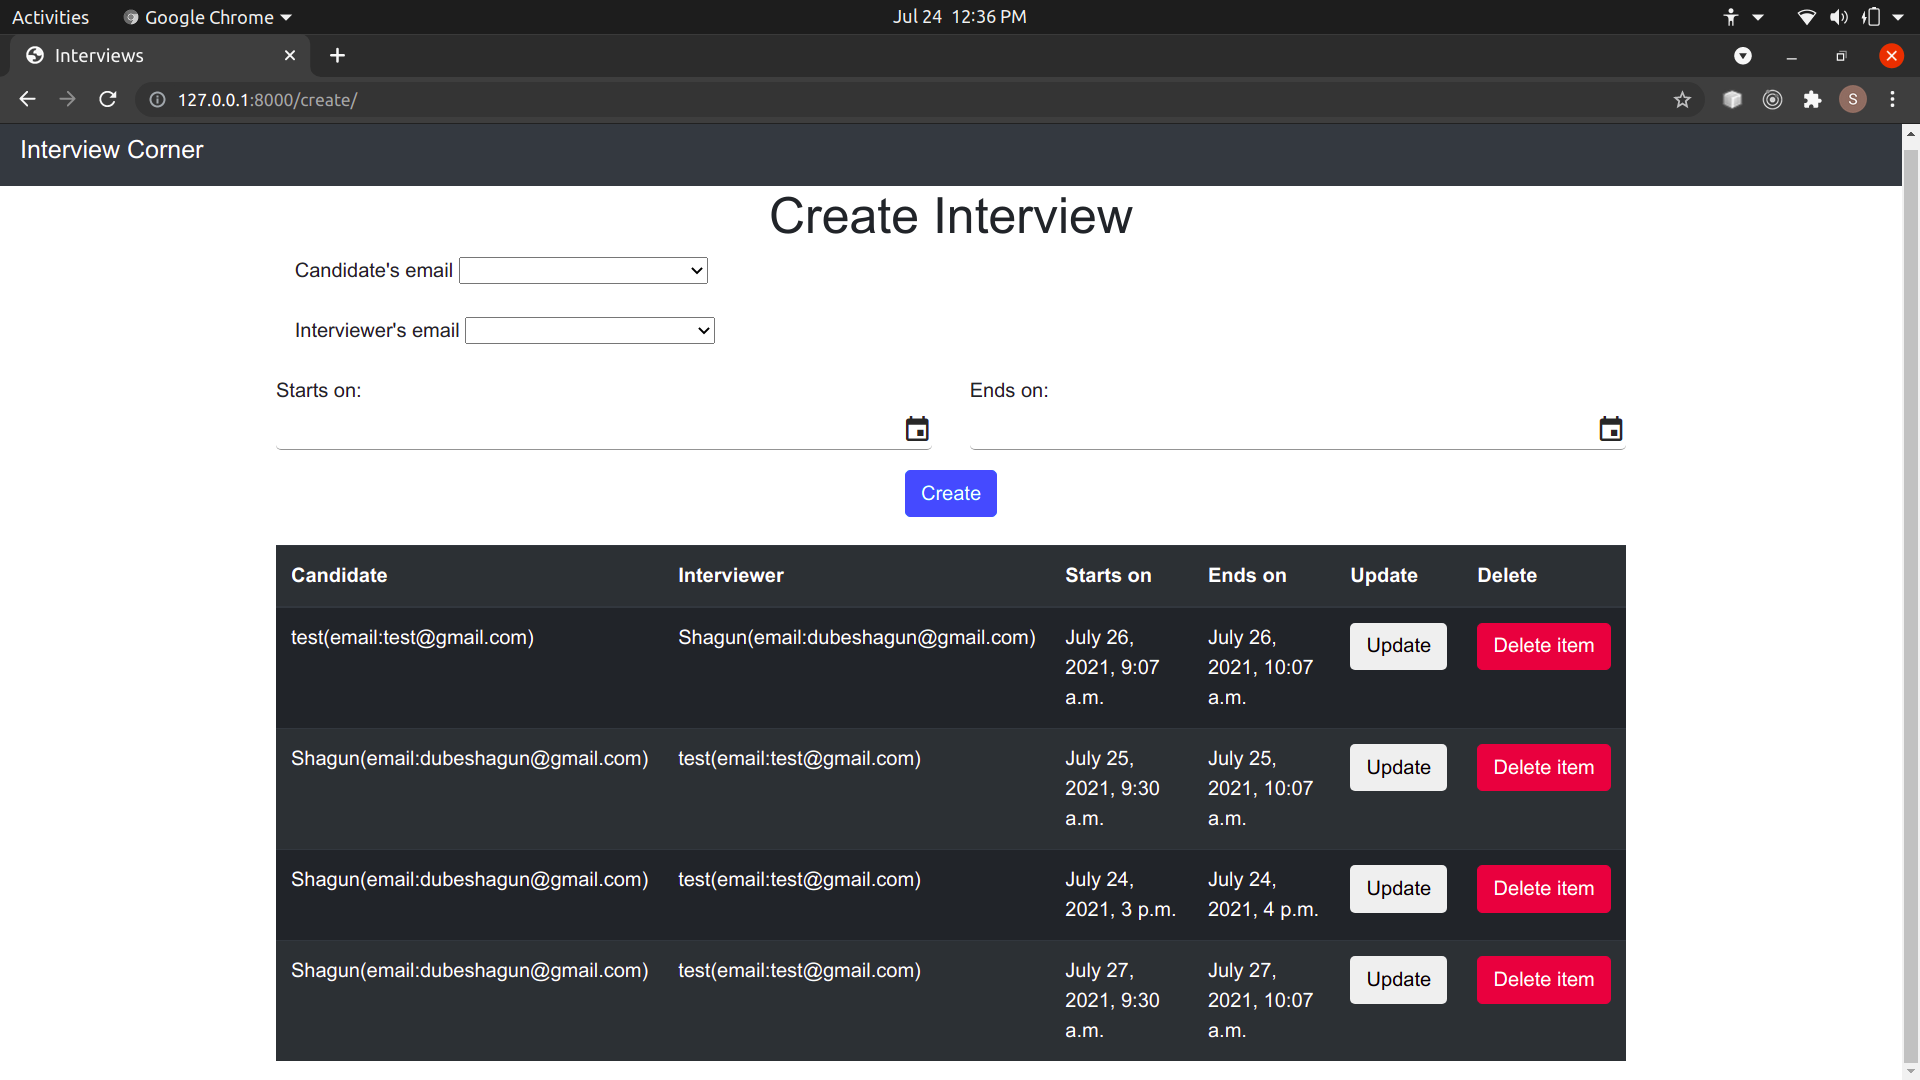 Activities Google Chrome Jul 24 12:36 PM
Interviews
127.0.0.1:8000/create/ S
Interview Corner
Create Interview
Candidate's email
Interviewer's email
Starts on: Ends on:
Create
Candidate Interviewer Starts on Ends on Update Delete
test(email:test@gmail.com) Shagun(email:dubeshagun@gmail.com) July 26, July 26, Update Delete item
2021, 9:07 2021, 10:07
a.m. a.m.
Shagun(email:dubeshagun@gmail.com) test(email:test@gmail.com) July 25, July 25, Update Delete item
2021, 9:30 2021, 10:07
a.m. a.m.
Shagun(email:dubeshagun@gmail.com) test(email:test@gmail.com) July 24, July 24, Update Delete item
2021, 3 p.m. 2021, 4 p.m.
Shagun(email:dubeshagun@gmail.com) test(email:test@gmail.com) July 27, July 27, Update Delete item
2021, 9:30 2021, 10:07
a.m. a.m.